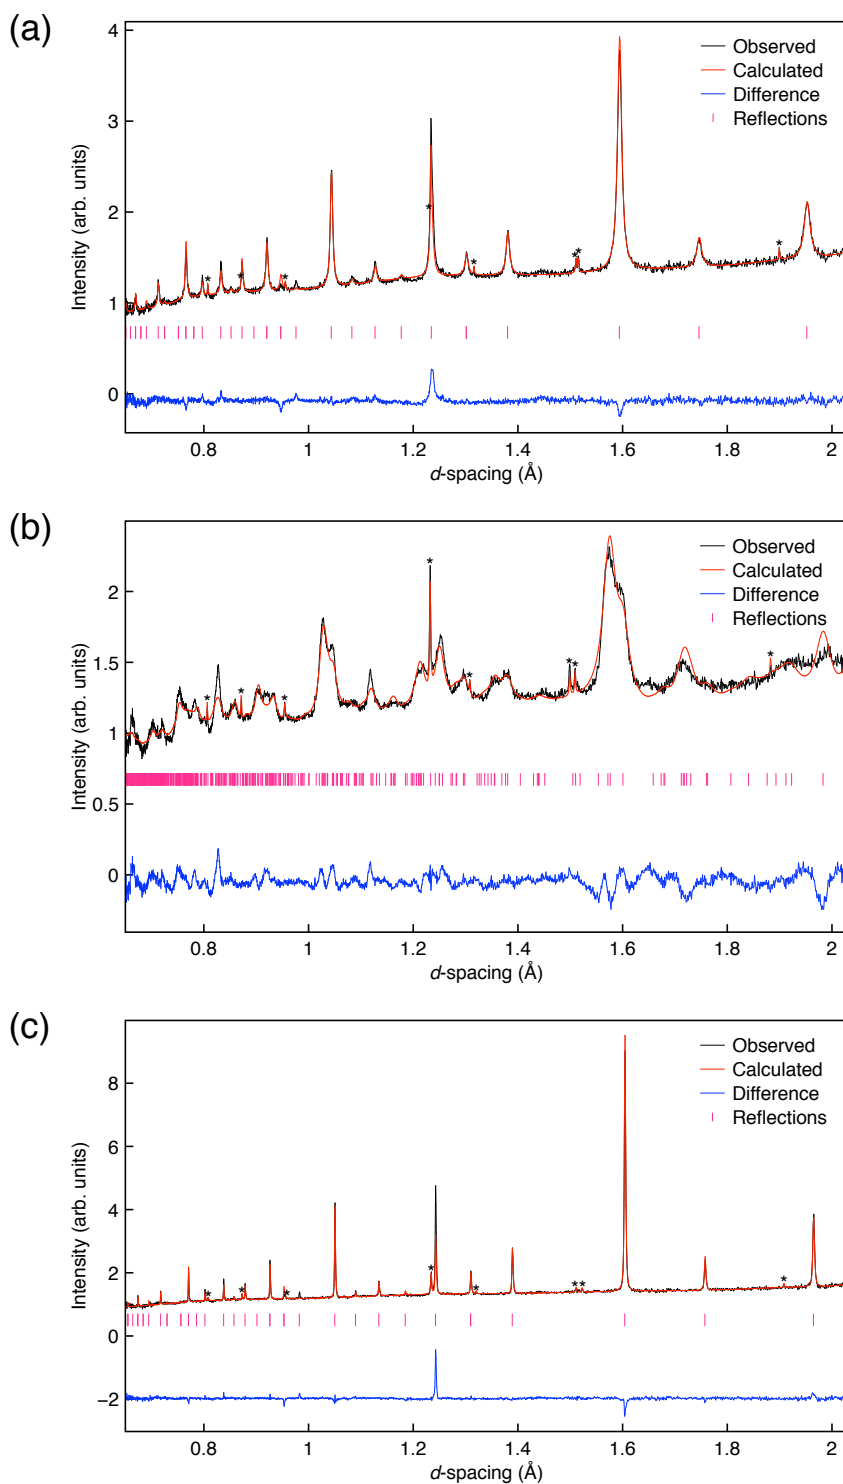 (a)
4
3
2
1
0
Intensity (arb. units)
Observed
Calculated
Difference
Reflections
*
*
*
*
*
*
*
*
0.8 1 1.2 1.4 1.6 1.8 2
d-spacing (Å)
(b)
2
1.5
1
0.5
0
Intensity (arb. units)
Observed
Calculated
Difference
Reflections
*
*
*
*
*
*
*
*
0.8 1 1.2 1.4 1.6 1.8 2
d-spacing (Å)
(c)
8
6
4
2
0
−2
Intensity (arb. units)
Observed
Calculated
Difference
Reflections
*
*
*
*
*
*
*
*
0.8 1 1.2 1.4 1.6 1.8 2
d-spacing (Å)